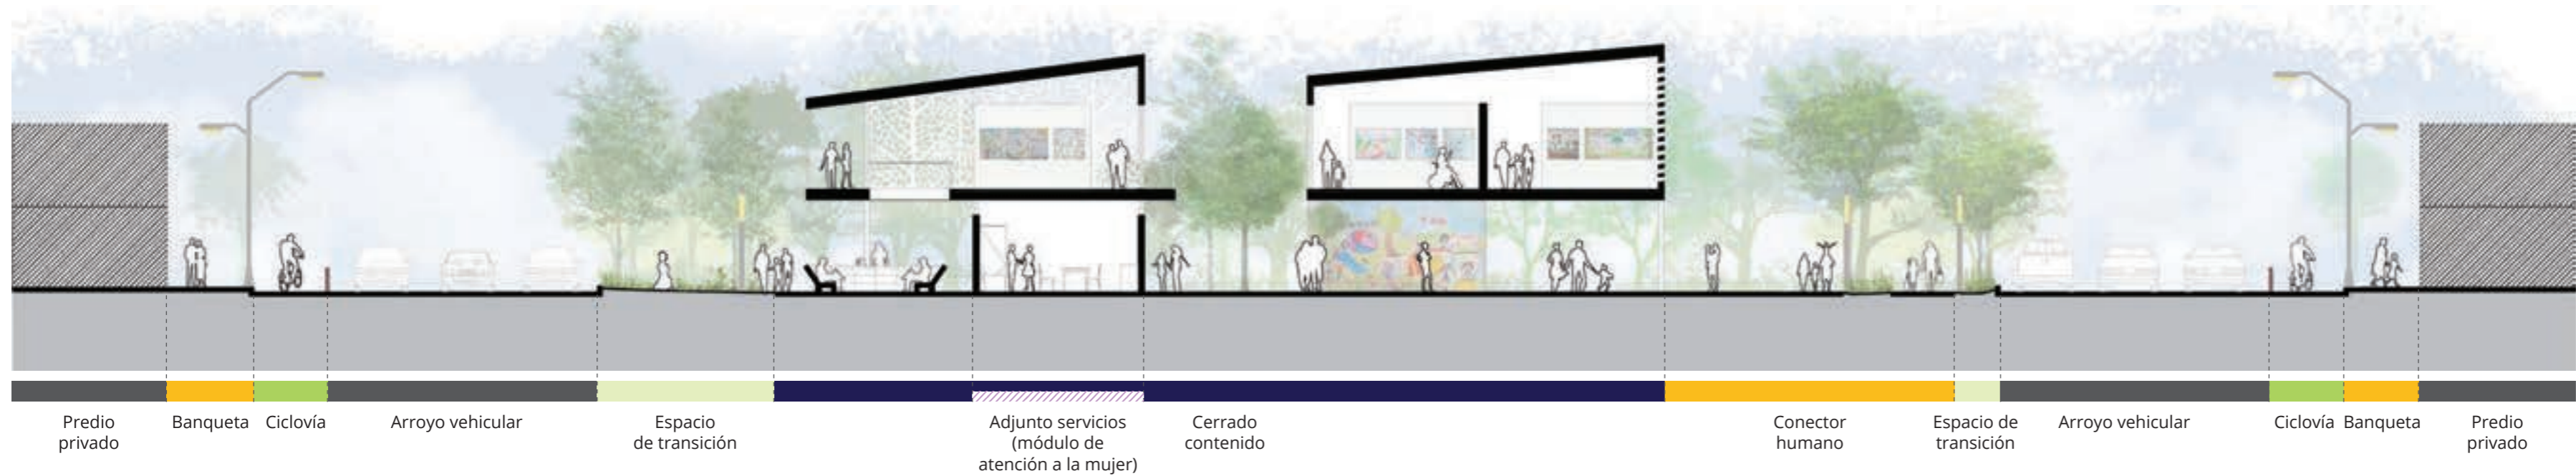 Predio
privado
Banqueta
Ciclovía
Arroyo vehicular
Espacio
de transición
Adjunto servicios
(módulo de
atención a la mujer)
Cerrado
contenido
Conector
humano
Espacio de
transición
Arroyo vehicular
Ciclovía
Banqueta
Predio
privado